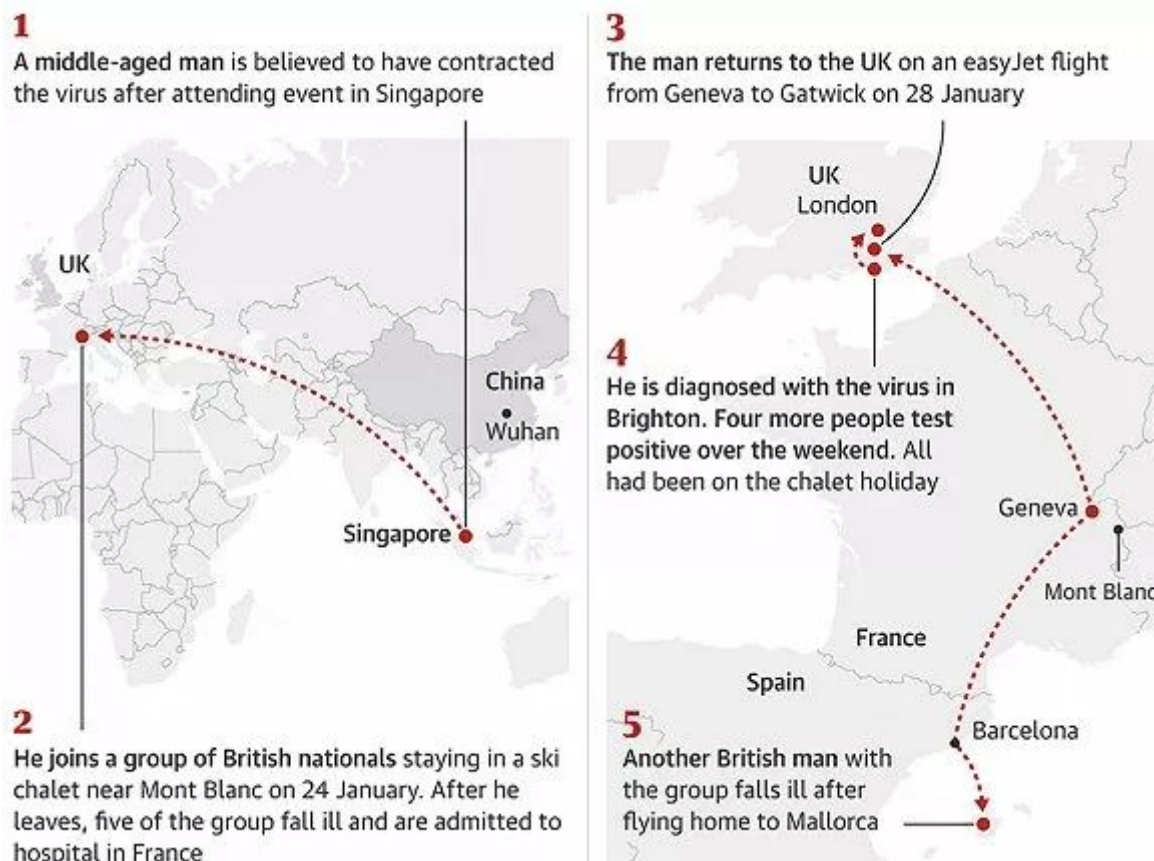 1
A middle-aged man is believed to have contracted
the virus after attending event in Singapore
UK
China
Wuhan
Singapore
2
He joins a group of British nationals staying in a ski
chalet near Mont Blanc on 24 January. After he
leaves, five of the group fall ill and are admitted to
hospital in France
3
The man returns to the UK on an easyJet flight
from Geneva to Gatwick on 28 January
UK
London
4
He is diagnosed with the virus in
Brighton. Four more people test
positive over the weekend. All
had been on the chalet holiday
Geneva
Mont Blanc
France
Spain
Barcelona
5
Another British man with
the group falls ill after
flying home to Mallorca